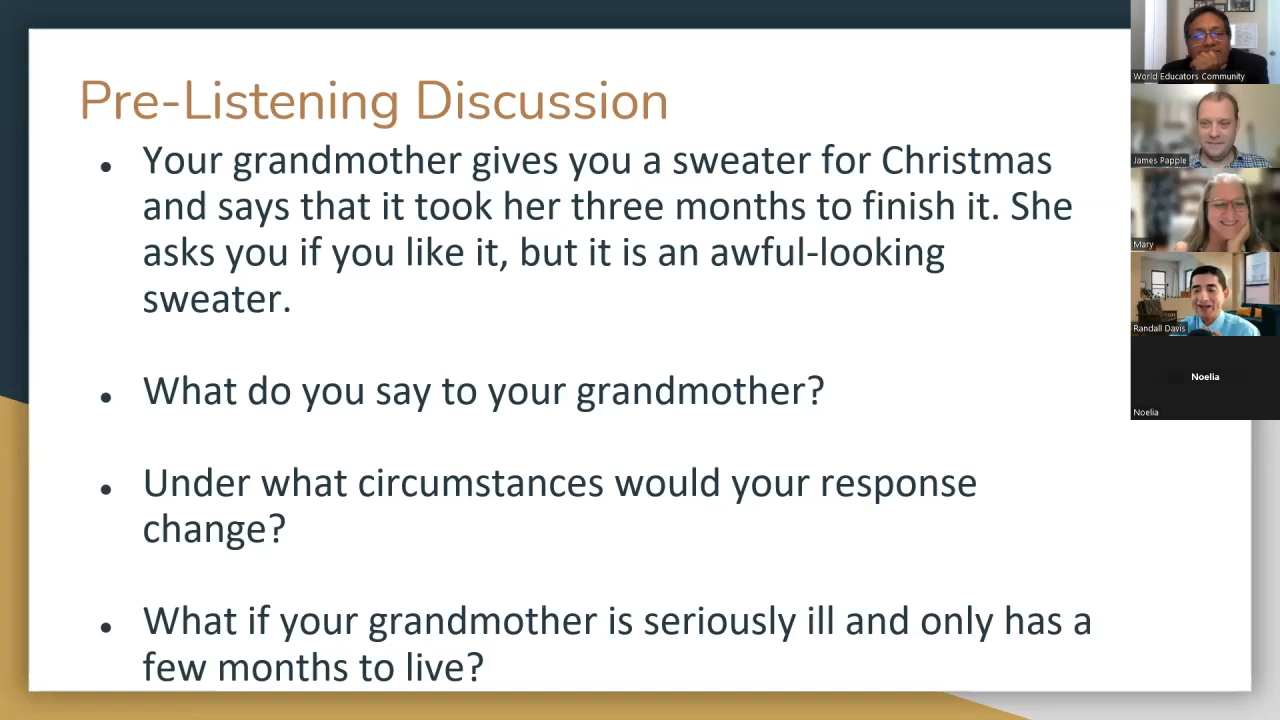 Pre-Listening Discussion
● Your grandmother gives you a sweater for Christmas
and says that it took her three months to finish it. She
asks you if you like it, but it is an awful-looking
sweater.
● What do you say to your grandmother?
● Under what circumstances would your response
change?
● What if your grandmother is seriously ill and only has a
few months to live?
World Educators Community
James Papple
Mary
Randall Davis
Noelia
Noelia